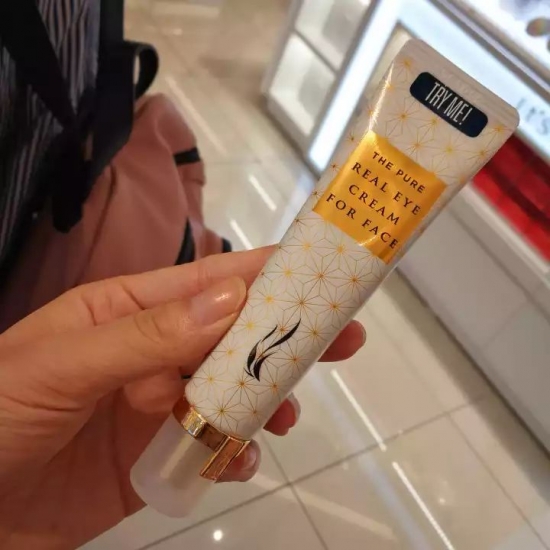 TRY ME!
THE PURE
REAL EYE
CREAM
FOR FACE